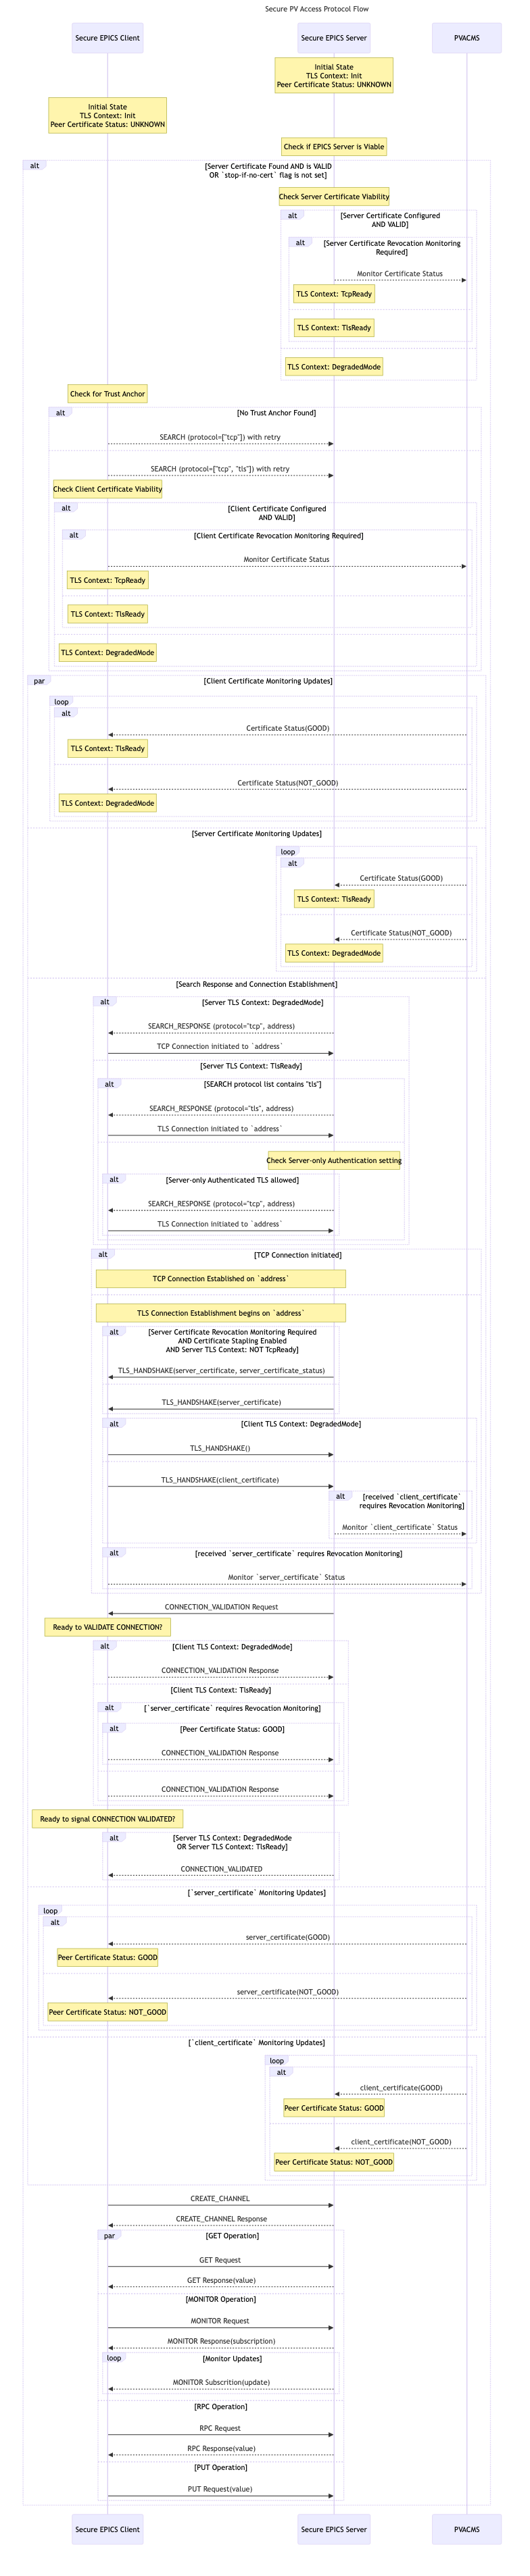 Secure PV Access Protocol Flow
Secure EPICS Client
Secure EPICS Server
PVACMS
Initial State
TLS Context: Init
Peer Certificate Status: UNKNOWN
Initial State
TLS Context: Init
Peer Certificate Status: UNKNOWN
Check if EPICS Server is Viable
alt
[Server Certificate Found AND is VALID
OR `stop-if-no-cert` flag is not set]
Check Server Certificate Viability
alt
[Server Certificate Configured
AND VALID]
alt
[Server Certificate Revocation Monitoring
Required]
Monitor Certificate Status
TLS Context: TcpReady
TLS Context: TlsReady
TLS Context: DegradedMode
Check for Trust Anchor
alt
[No Trust Anchor Found]
SEARCH (protocol=["tcp"]) with retry
SEARCH (protocol=["tcp", "tls"]) with retry
Check Client Certificate Viability
alt
[Client Certificate Configured
AND VALID]
alt
[Client Certificate Revocation Monitoring Required]
Monitor Certificate Status
TLS Context: TcpReady
TLS Context: TlsReady
TLS Context: DegradedMode
par
[Client Certificate Monitoring Updates]
loop
alt
Certificate Status(GOOD)
TLS Context: TlsReady
Certificate Status(NOT_GOOD)
TLS Context: DegradedMode
[Server Certificate Monitoring Updates]
loop
alt
Certificate Status(GOOD)
TLS Context: TlsReady
Certificate Status(NOT_GOOD)
TLS Context: DegradedMode
[Search Response and Connection Establishment]
alt
[Server TLS Context: DegradedMode]
SEARCH_RESPONSE (protocol="tcp", address)
TCP Connection initiated to `address`
[Server TLS Context: TlsReady]
alt
[SEARCH protocol list contains "tls"]
SEARCH_RESPONSE (protocol="tls", address)
TLS Connection initiated to `address`
Check Server-only Authentication setting
alt
[Server-only Authenticated TLS allowed]
SEARCH_RESPONSE (protocol="tcp", address)
TLS Connection initiated to `address`
alt
[TCP Connection initiated]
TCP Connection Established on `address`
TLS Connection Establishment begins on `address`
alt
[Server Certificate Revocation Monitoring Required
AND Certificate Stapling Enabled
AND Server TLS Context: NOT TcpReady]
TLS_HANDSHAKE(server_certificate, server_certificate_status)
TLS_HANDSHAKE(server_certificate)
alt
[Client TLS Context: DegradedMode]
TLS_HANDSHAKE()
TLS_HANDSHAKE(client_certificate)
alt
[received `client_certificate`
requires Revocation Monitoring]
Monitor `client_certificate` Status
alt
[received `server_certificate` requires Revocation Monitoring]
Monitor `server_certificate` Status
CONNECTION_VALIDATION Request
Ready to VALIDATE CONNECTION?
alt
[Client TLS Context: DegradedMode]
CONNECTION_VALIDATION Response
[Client TLS Context: TlsReady]
alt
[`server_certificate` requires Revocation Monitoring]
alt
[Peer Certificate Status: GOOD]
CONNECTION_VALIDATION Response
CONNECTION_VALIDATION Response
Ready to signal CONNECTION VALIDATED?
alt
[Server TLS Context: DegradedMode
OR Server TLS Context: TlsReady]
CONNECTION_VALIDATED
[`server_certificate` Monitoring Updates]
loop
alt
server_certificate(GOOD)
Peer Certificate Status: GOOD
server_certificate(NOT_GOOD)
Peer Certificate Status: NOT_GOOD
[`client_certificate` Monitoring Updates]
loop
alt
client_certificate(GOOD)
Peer Certificate Status: GOOD
client_certificate(NOT_GOOD)
Peer Certificate Status: NOT_GOOD
CREATE_CHANNEL
CREATE_CHANNEL Response
par
[GET Operation]
GET Request
GET Response(value)
[MONITOR Operation]
MONITOR Request
MONITOR Response(subscription)
loop
[Monitor Updates]
MONITOR Subscrition(update)
[RPC Operation]
RPC Request
RPC Response(value)
[PUT Operation]
PUT Request(value)
Secure EPICS Client
Secure EPICS Server
PVACMS